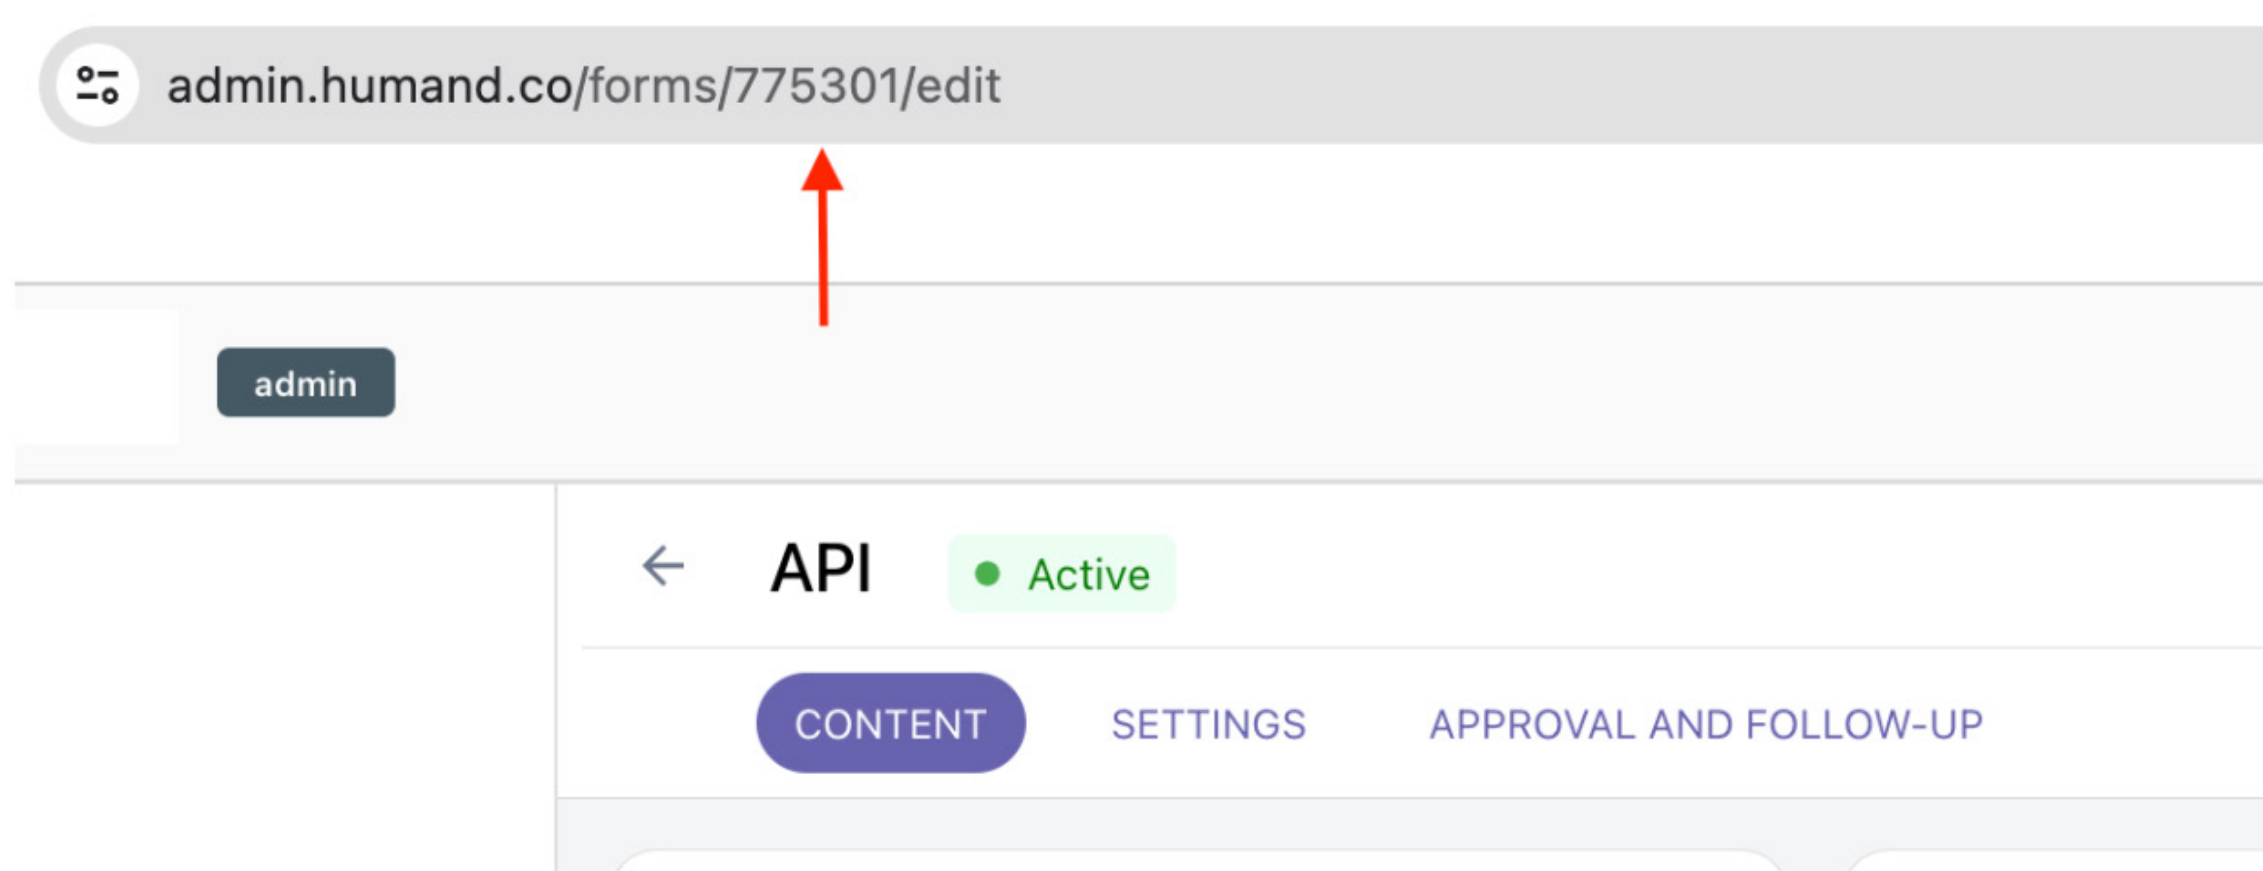 admin.humand.co/forms/775301/edit
admin
API
Active
CONTENT SETTINGS APPROVAL AND FOLLOW-UP